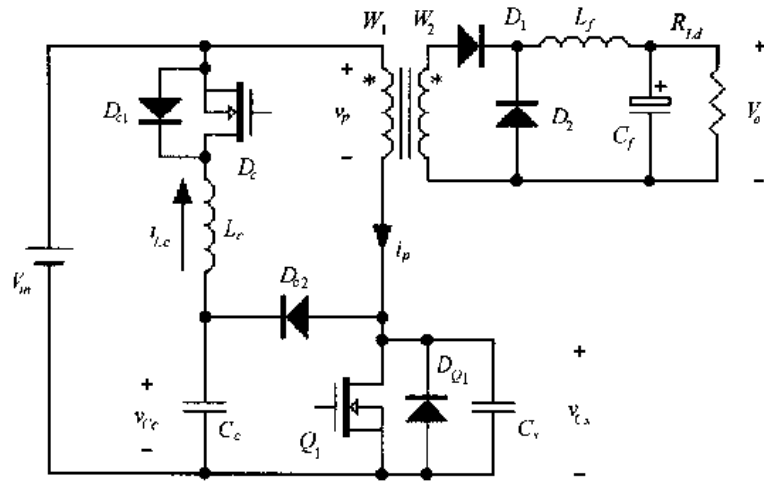 W1 W2 D1 Lf RLd
+ * * +
Dc1 vp D2 Cf Vo
Dc
− −
iLc Lc
Vin ip
Dc2
+ DQ1 +
vCc Cc Q1 Cs vCs
− −